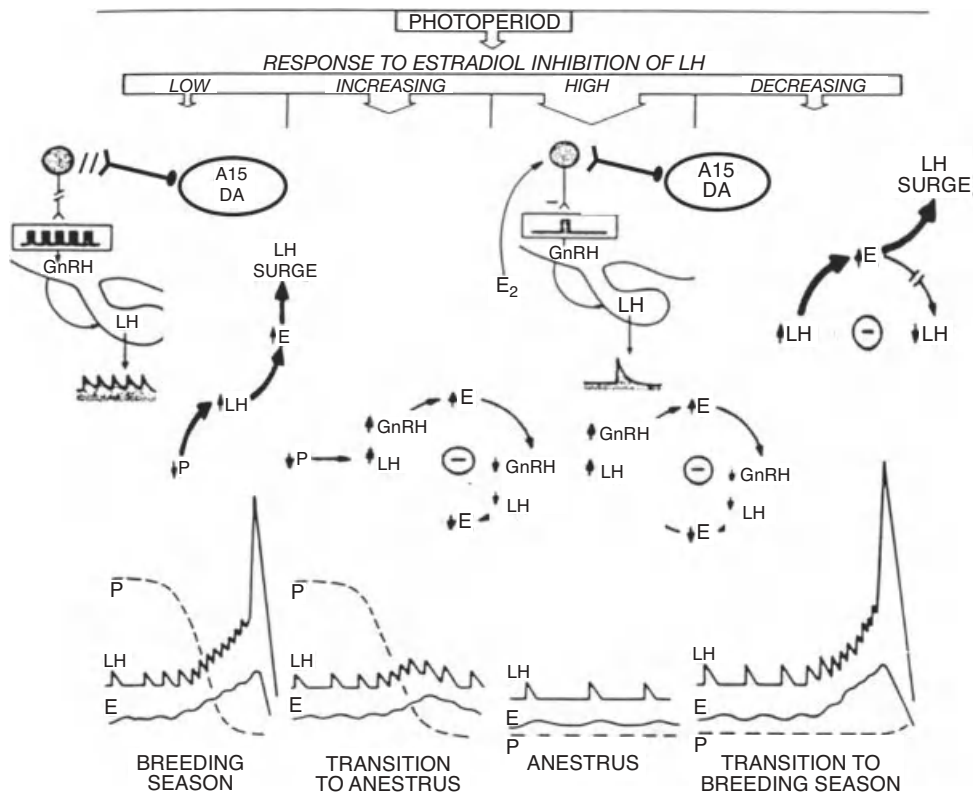 PHOTOPERIOD
RESPONSE TO ESTRADIOL INHIBITION OF LH
LOW INCREASING HIGH DECREASING
A15
DA
GnRH
LH
LH
SURGE
E
LH
P
A15
DA
GnRH
E2
LH
LH
SURGE
E
LH − LH
P
GnRH
LH
E
−
GnRH
LH
E
GnRH
LH
E
−
GnRH
LH
E
P
LH
E
BREEDING
SEASON
P
LH
E
TRANSITION
TO ANESTRUS
LH
E
P
ANESTRUS
LH
E
P
TRANSITION TO
BREEDING SEASON